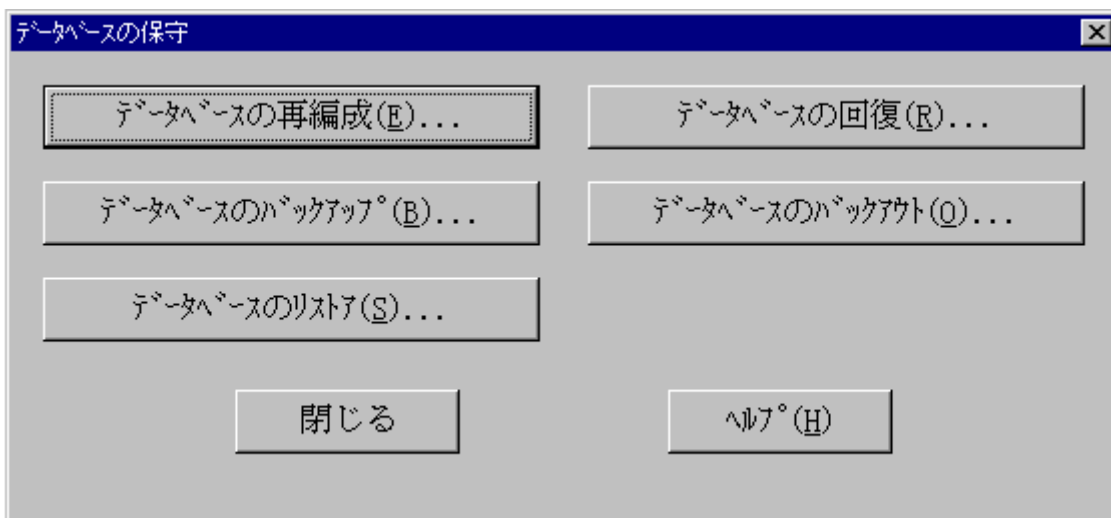 ﾃﾞｰﾀﾍﾞｰｽの保守
ﾃﾞｰﾀﾍﾞｰｽの再編成(E)...
ﾃﾞｰﾀﾍﾞｰｽの回復(R)...
ﾃﾞｰﾀﾍﾞｰｽのﾊﾞｯｸｱｯﾌﾟ(B)...
ﾃﾞｰﾀﾍﾞｰｽのﾊﾞｯｸｱｳﾄ(O)...
ﾃﾞｰﾀﾍﾞｰｽのﾘｽﾄｱ(S)...
閉じる
ﾍﾙﾌﾟ(H)